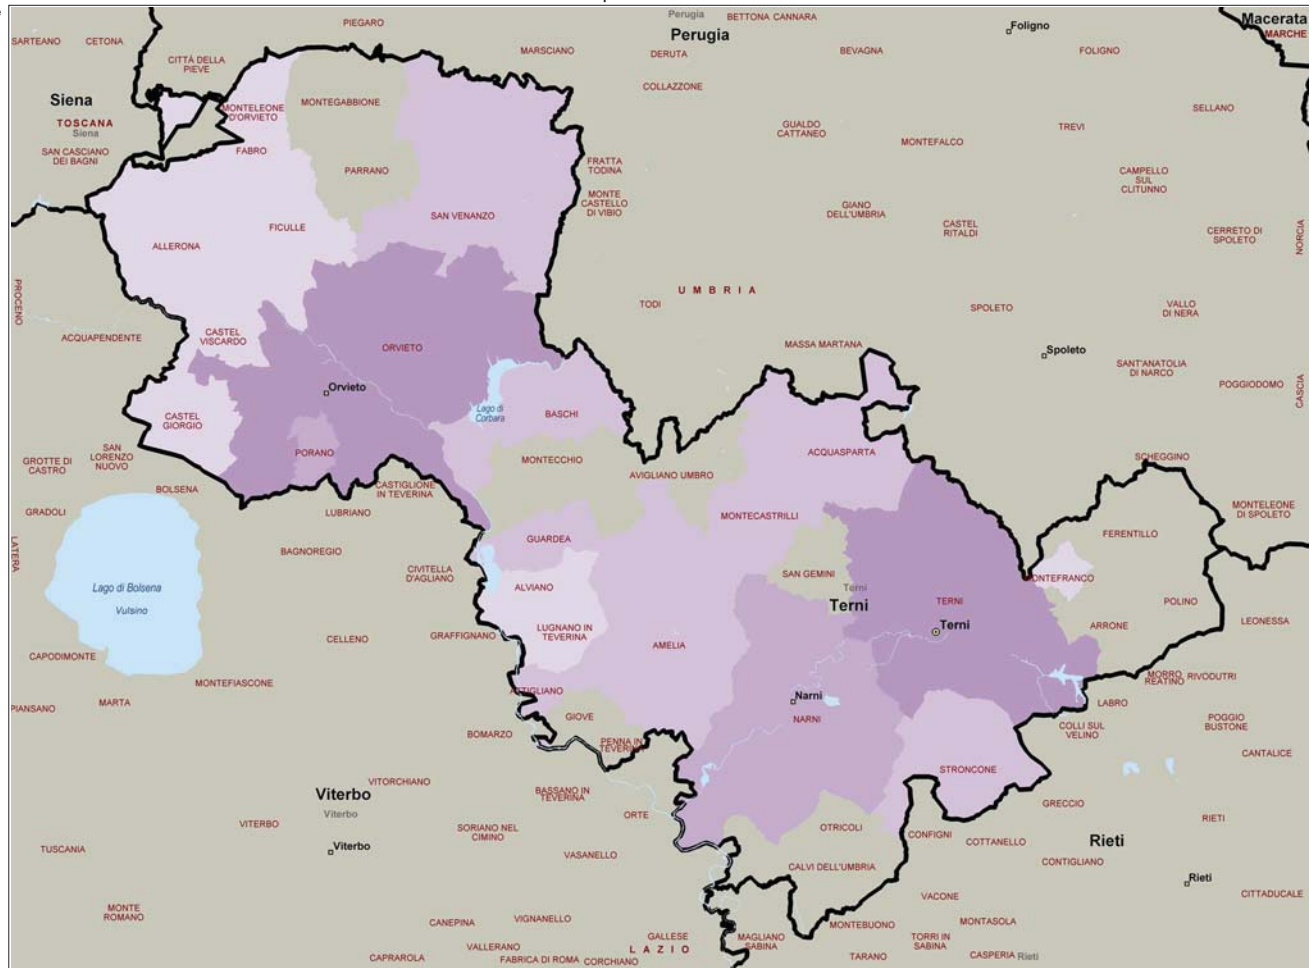 PIEGARO
Perugia
BETTONA CANNARA
Foligno
Macerata
MARCHE
SARTEANO
CETONA
CITTÀ DELLA
PIEVE
MARSCIANO
Perugia
DERUTA
BEVAGNA
FOLIGNO
COLLAZZONE
Siena
TOSCANA
Siena
MONTELEONE
D'ORVIETO
MONTEGABBIONE
GUALDO
CATTANEO
MONTEFALCO
TREVI
SELLANO
SAN CASCIANO
DEI BAGNI
FABRO
PARRANO
FRATTA
TODINA
CAMPELLO
SUL
CLITUNNO
MONTE
CASTELLO
DI VIBIO
GIANO
DELL'UMBRIA
CASTEL
RITALDI
CERRETO DI
SPOLETO
NORCIA
ALLERONA
FICULLE
SAN VENANZO
PROCENO
UMBRIA
TODI
SPOLETO
VALLO
DI NERA
ACQUAPENDENTE
CASTEL
VISCARDO
ORVIETO
MASSA MARTANA
Spoleto
SANT'ANATOLIA
DI NARCO
POGGIODOMO
CASCIA
Orvieto
Lago di
Corbara
BASCHI
CASTEL
GIORGIO
PORANO
MONTECCHIO
AVIGLIANO UMBRO
ACQUASPARTA
SCHEGGINO
GROTTE DI
CASTRO
SAN
LORENZO
NUOVO
BOLSENA
CASTIGLIONE
IN TEVERINA
GRADOLI
LUBRIANO
MONTECASTRILLI
MONTELEONE
DI SPOLETO
FERENTILLO
LATERA
BAGNOREGIO
GUARDEA
CIVITELLA
D'AGLIANO
SAN GEMINI
Terni
MONTEFRANCO
Lago di Bolsena
Vulsino
ALVIANO
Terni
TERNI
Terni
POLINO
ARRONE
LEONESSA
CELLENO
GRAFFIGNANO
LUGNANO IN
TEVERINA
AMELIA
CAPODIMONTE
MONTEFIASCONE
ATTIGLIANO
MORRO
REATINO
RIVODUTRI
PIANSANO
MARTA
GIOVE
Narni
NARNI
LABRO
COLLI SUL
VELINO
POGGIO
BUSTONE
BOMARZO
PENNA IN
TEVERINA
CANTALICE
STRONCONE
VITORCHIANO
Viterbo
Viterbo
BASSANO IN
TEVERINA
ORTE
GRECCIO
RIETI
VITERBO
SORIANO NEL
CIMINO
OTRICOLI
CONFIGNI
COTTANELLO
Rieti
TUSCANIA
Viterbo
VASANELLO
CALVI DELL'UMBRIA
CONTIGLIANO
Rieti
CITTADUCALE
VACONE
MONTE
ROMANO
CANEPINA
VIGNANELLO
GALLESE
LAZIO
MAGLIANO
SABINA
MONTEBUONO
MONTASOLA
TORRI IN
SABINA
VALLERANO
CAPRAROLA
FABRICA DI ROMA
CORCHIANO
TARANO
CASPERIA
Rieti